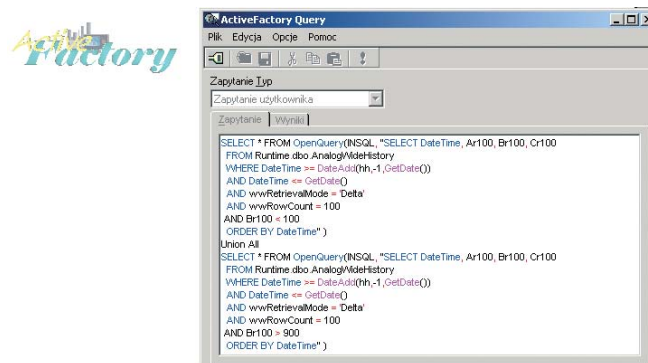 Active
Factory
ActiveFactory Query
Plik Edycja Opcje Pomoc
Zapytanie Typ
Zapytanie użytkownika
Zapytanie Wyniki
SELECT * FROM OpenQuery(INSQL, "SELECT DateTime, Ar100, Br100, Cr100
FROM Runtime.dbo.AnalogWideHistory
WHERE DateTime >= DateAdd(hh,-1,GetDate())
AND DateTime <= GetDate()
AND wwRetrievalMode = 'Delta'
AND wwRowCount = 100
AND Br100 < 100
ORDER BY DateTime" )
Union All
SELECT * FROM OpenQuery(INSQL, "SELECT DateTime, Ar100, Br100, Cr100
FROM Runtime.dbo.AnalogWideHistory
WHERE DateTime >= DateAdd(hh,-1,GetDate())
AND DateTime <= GetDate()
AND wwRetrievalMode = 'Delta'
AND wwRowCount = 100
AND Br100 > 900
ORDER BY DateTime" )